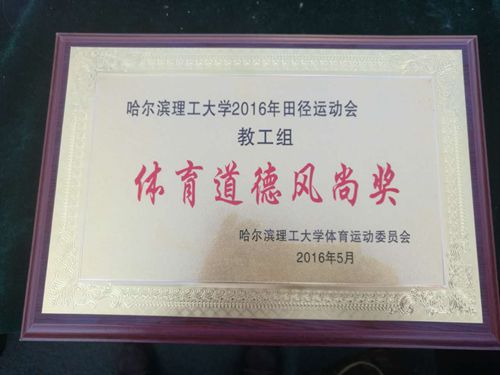 哈尔滨理工大学2016年田径运动会
教工组
体育道德风尚奖
哈尔滨理工大学体育运动委员会
2016年5月